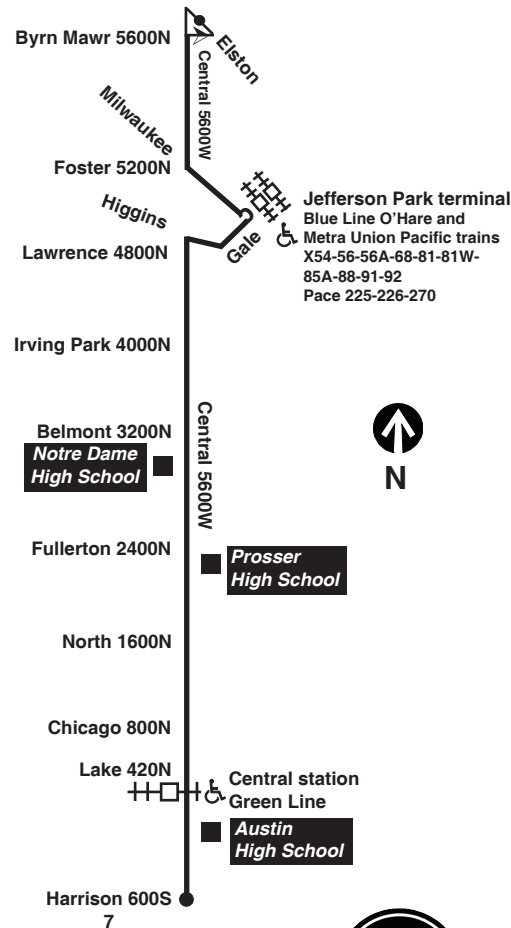 Byrn Mawr 5600N
Elston
Central 5600W
Milwaukee
Foster 5200N
Higgins
Gale
Jefferson Park terminal
Blue Line O'Hare and
Metra Union Pacific trains
X54-56-56A-68-81-81W-
85A-88-91-92
Pace 225-226-270
Lawrence 4800N
Irving Park 4000N
Central 5600W
N
Belmont 3200N
Notre Dame
High School
Fullerton 2400N
Prosser
High School
North 1600N
Chicago 800N
Lake 420N
Central station
Green Line
Austin
High School
Harrison 600S
7